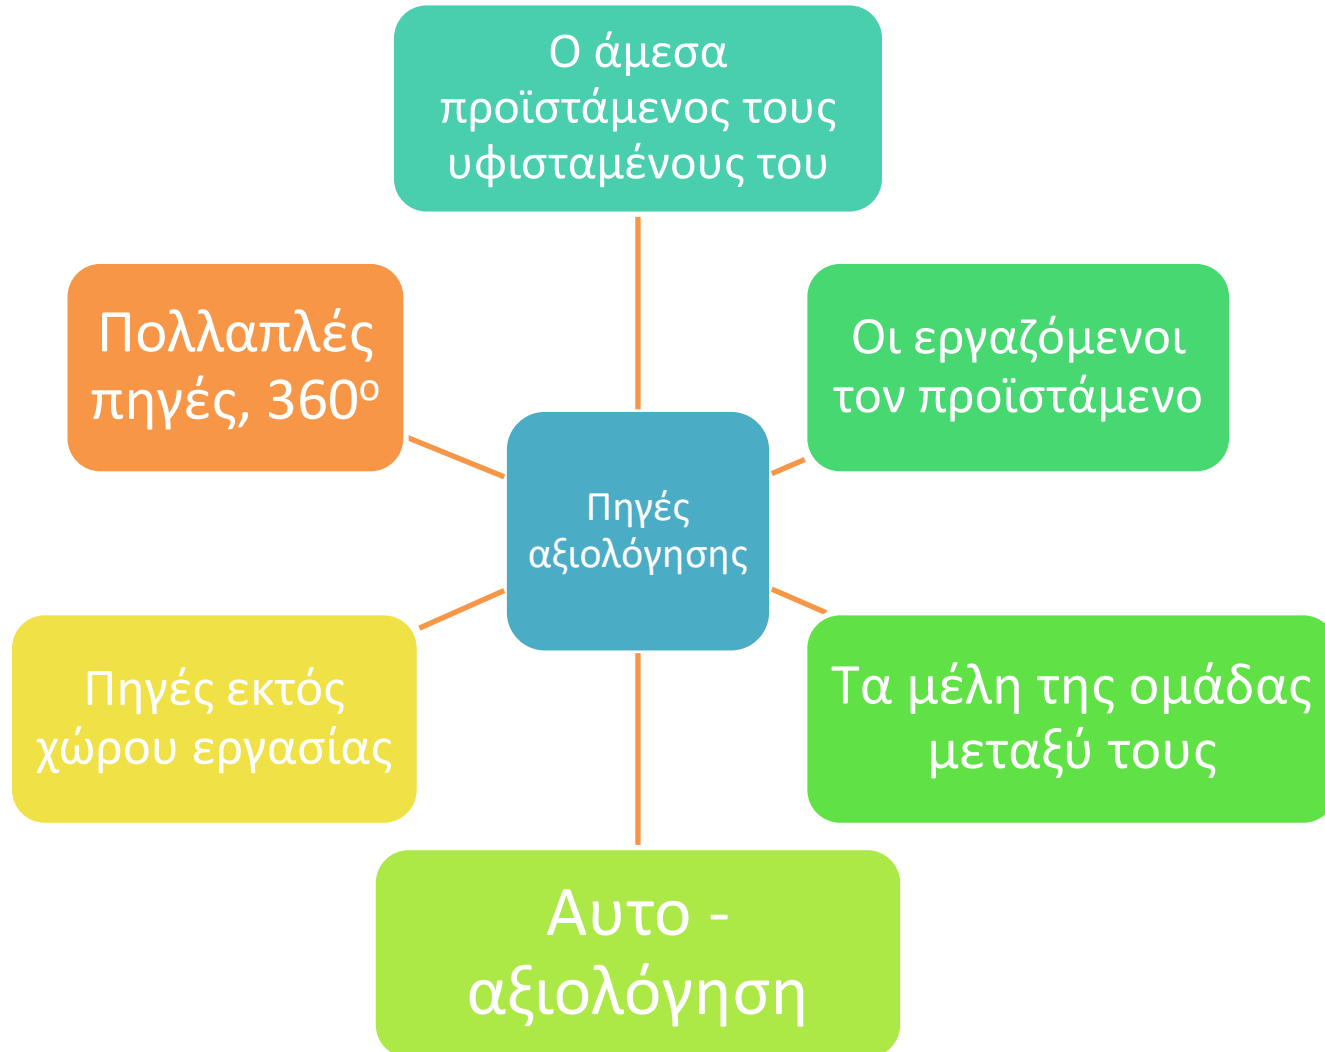 Ο άμεσα
προϊστάμενος τους
υφισταμένους του
Πολλαπλές
πηγές, 360º
Οι εργαζόμενοι
τον προϊστάμενο
Πηγές
αξιολόγησης
Πηγές εκτός
χώρου εργασίας
Τα μέλη της ομάδας
μεταξύ τους
Αυτο -
αξιολόγηση